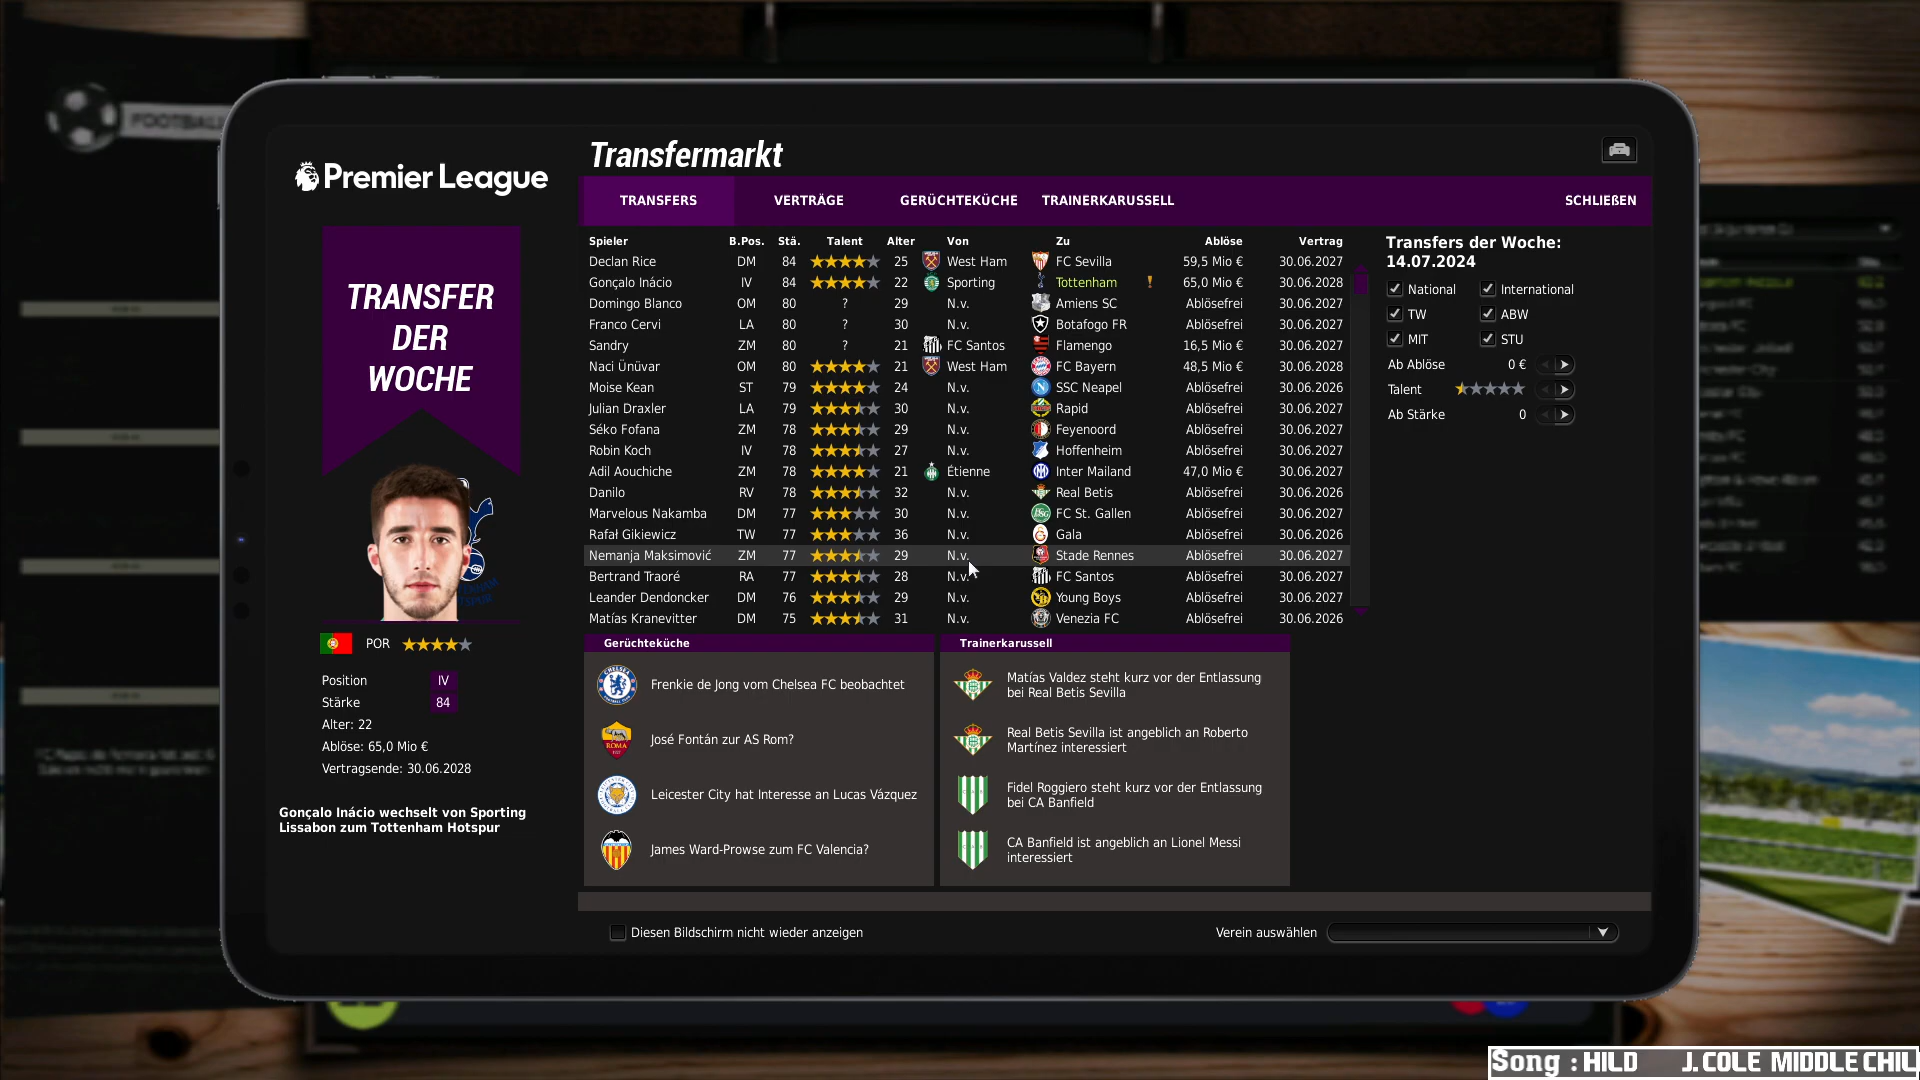 FOOTBALL
Premier League
Transfermarkt
TRANSFERS VERTRÄGE GERÜCHTEKÜCHE TRAINERKARUSSELL SCHLIEßEN
TRANSFER
DER
WOCHE
Spieler B.Pos. Stä. Talent Alter Von Zu Ablöse Vertrag
Declan Rice DM 84 25 West Ham FC Sevilla 59,5 Mio € 30.06.2027
Gonçalo Inácio IV 84 22 Sporting Tottenham ! 65,0 Mio € 30.06.2028
Domingo Blanco OM 80 ? 29 N.v. Amiens SC Ablösefrei 30.06.2027
Franco Cervi LA 80 ? 30 N.v. Botafogo FR Ablösefrei 30.06.2027
Sandry ZM 80 ? 21 FC Santos Flamengo 16,5 Mio € 30.06.2027
Naci Ünüvar OM 80 21 West Ham FC Bayern 48,5 Mio € 30.06.2028
Moise Kean ST 79 24 N.v. SSC Neapel Ablösefrei 30.06.2026
Julian Draxler LA 79 30 N.v. Rapid Ablösefrei 30.06.2027
Séko Fofana ZM 78 29 N.v. Feyenoord Ablösefrei 30.06.2027
Robin Koch IV 78 27 N.v. Hoffenheim Ablösefrei 30.06.2027
Adil Aouchiche ZM 78 21 Étienne Inter Mailand 47,0 Mio € 30.06.2027
Danilo RV 78 32 N.v. Real Betis Ablösefrei 30.06.2026
Marvelous Nakamba DM 77 30 N.v. FC St. Gallen Ablösefrei 30.06.2027
Rafał Gikiewicz TW 77 36 N.v. Gala Ablösefrei 30.06.2026
Nemanja Maksimović ZM 77 29 N.v. Stade Rennes Ablösefrei 30.06.2027
Bertrand Traoré RA 77 28 N.v. FC Santos Ablösefrei 30.06.2027
Leander Dendoncker DM 76 29 N.v. Young Boys Ablösefrei 30.06.2027
Matías Kranevitter DM 75 31 N.v. Venezia FC Ablösefrei 30.06.2026
Transfers der Woche:
14.07.2024
National International
TW ABW
MIT STU
Ab Ablöse 0 €
Talent
Ab Stärke 0
POR
Position IV
Stärke 84
Alter: 22
Ablöse: 65,0 Mio €
Vertragsende: 30.06.2028
Gonçalo Inácio wechselt von Sporting
Lissabon zum Tottenham Hotspur
Gerüchteküche
Frenkie de Jong vom Chelsea FC beobachtet
José Fontán zur AS Rom?
Leicester City hat Interesse an Lucas Vázquez
James Ward-Prowse zum FC Valencia?
Trainerkarussell
Matías Valdez steht kurz vor der Entlassung
bei Real Betis Sevilla
Real Betis Sevilla ist angeblich an Roberto
Martínez interessiert
Fidel Roggiero steht kurz vor der Entlassung
bei CA Banfield
CA Banfield ist angeblich an Lionel Messi
interessiert
Diesen Bildschirm nicht wieder anzeigen
Verein auswählen
Song : HILD J. COLE MIDDLE CHIL